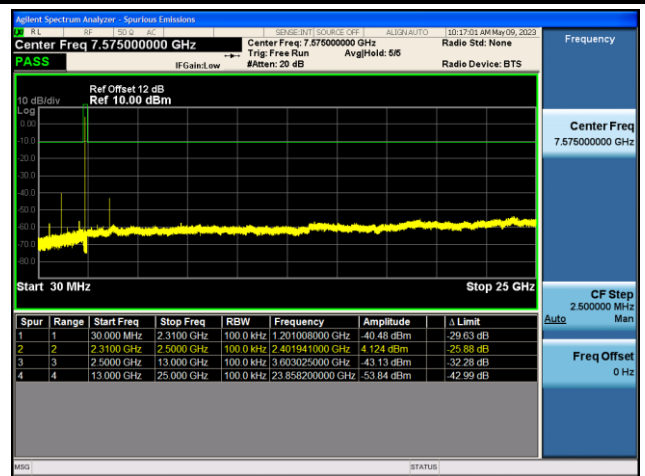 Agilent Spectrum Analyzer - Spurious Emissions
RL RF 50 Ω AC SENSE:INT SOURCE OFF ALIGN AUTO 10:17:01 AM May 09, 2023
Center Freq 7.575000000 GHz
Center Freq: 7.575000000 GHz
Radio Std: None
Trig: Free Run Avg|Hold: 5/5
PASS
IFGain:Low
#Atten: 20 dB
Radio Device: BTS
Ref Offset 12 dB
10 dB/div Ref 10.00 dBm
Log
0.00
-10.0
-20.0
-30.0
-40.0
-50.0
-60.0
-70.0
-80.0
Start 30 MHz Stop 25 GHz
Spur Range Start Freq Stop Freq RBW Frequency Amplitude Δ Limit
1 1 30.000 MHz 2.3100 GHz 100.0 kHz 1.201008000 GHz -40.48 dBm -29.63 dB
2 2 2.3100 GHz 2.5000 GHz 100.0 kHz 2.401941000 GHz 4.124 dBm -25.88 dB
3 3 2.5000 GHz 13.000 GHz 100.0 kHz 3.603025000 GHz -43.13 dBm -32.28 dB
4 4 13.000 GHz 25.000 GHz 100.0 kHz 23.858200000 GHz -53.84 dBm -42.99 dB
MSG STATUS
Frequency
Center Freq
7.575000000 GHz
CF Step
2.500000 MHz
Auto Man
Freq Offset
0 Hz